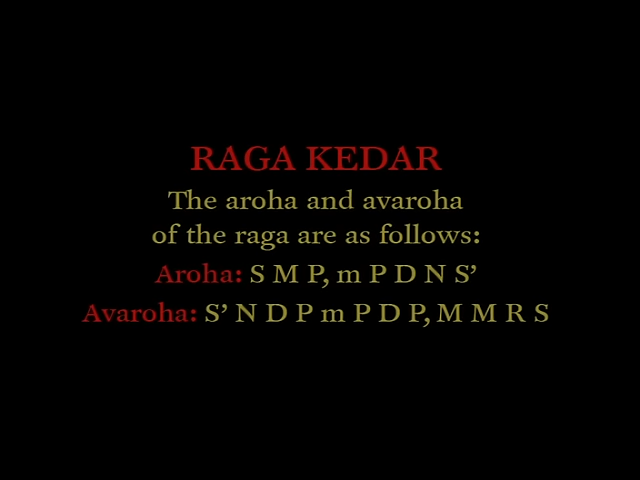 RAGA KEDAR
The aroha and avaroha
of the raga are as follows:
Aroha: S M P, m P D N S’
Avaroha: S’ N D P m P D P, M M R S